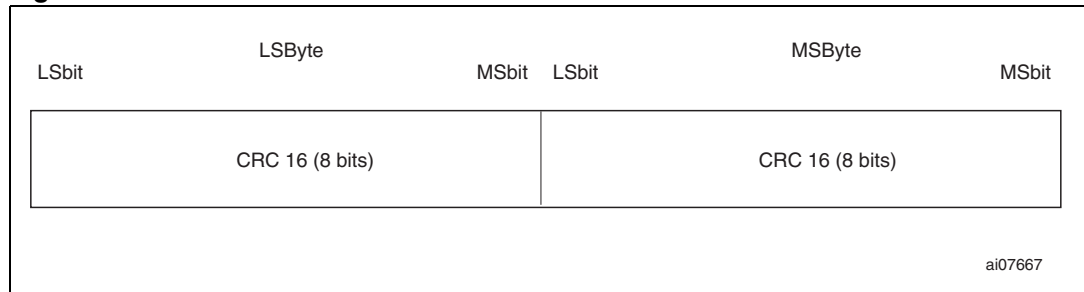 LSByte MSByte
LSbit MSbit LSbit MSbit
CRC 16 (8 bits) CRC 16 (8 bits)
ai07667